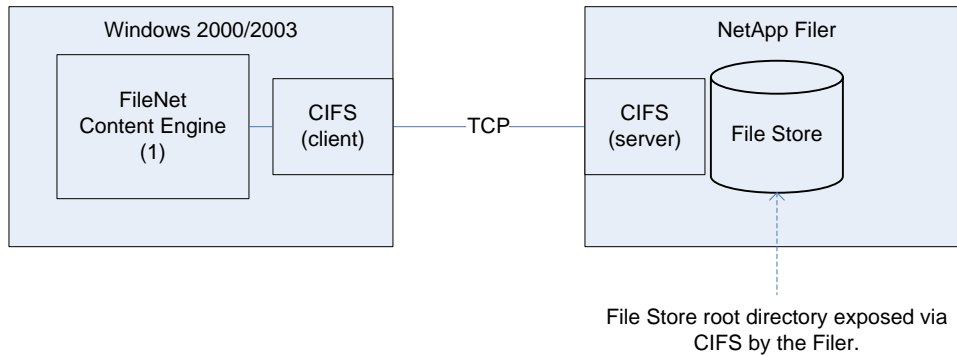 Windows 2000/2003
NetApp Filer
FileNet
Content Engine
(1)
CIFS
(client)
TCP
CIFS
(server)
File Store
File Store root directory exposed via
CIFS by the Filer.